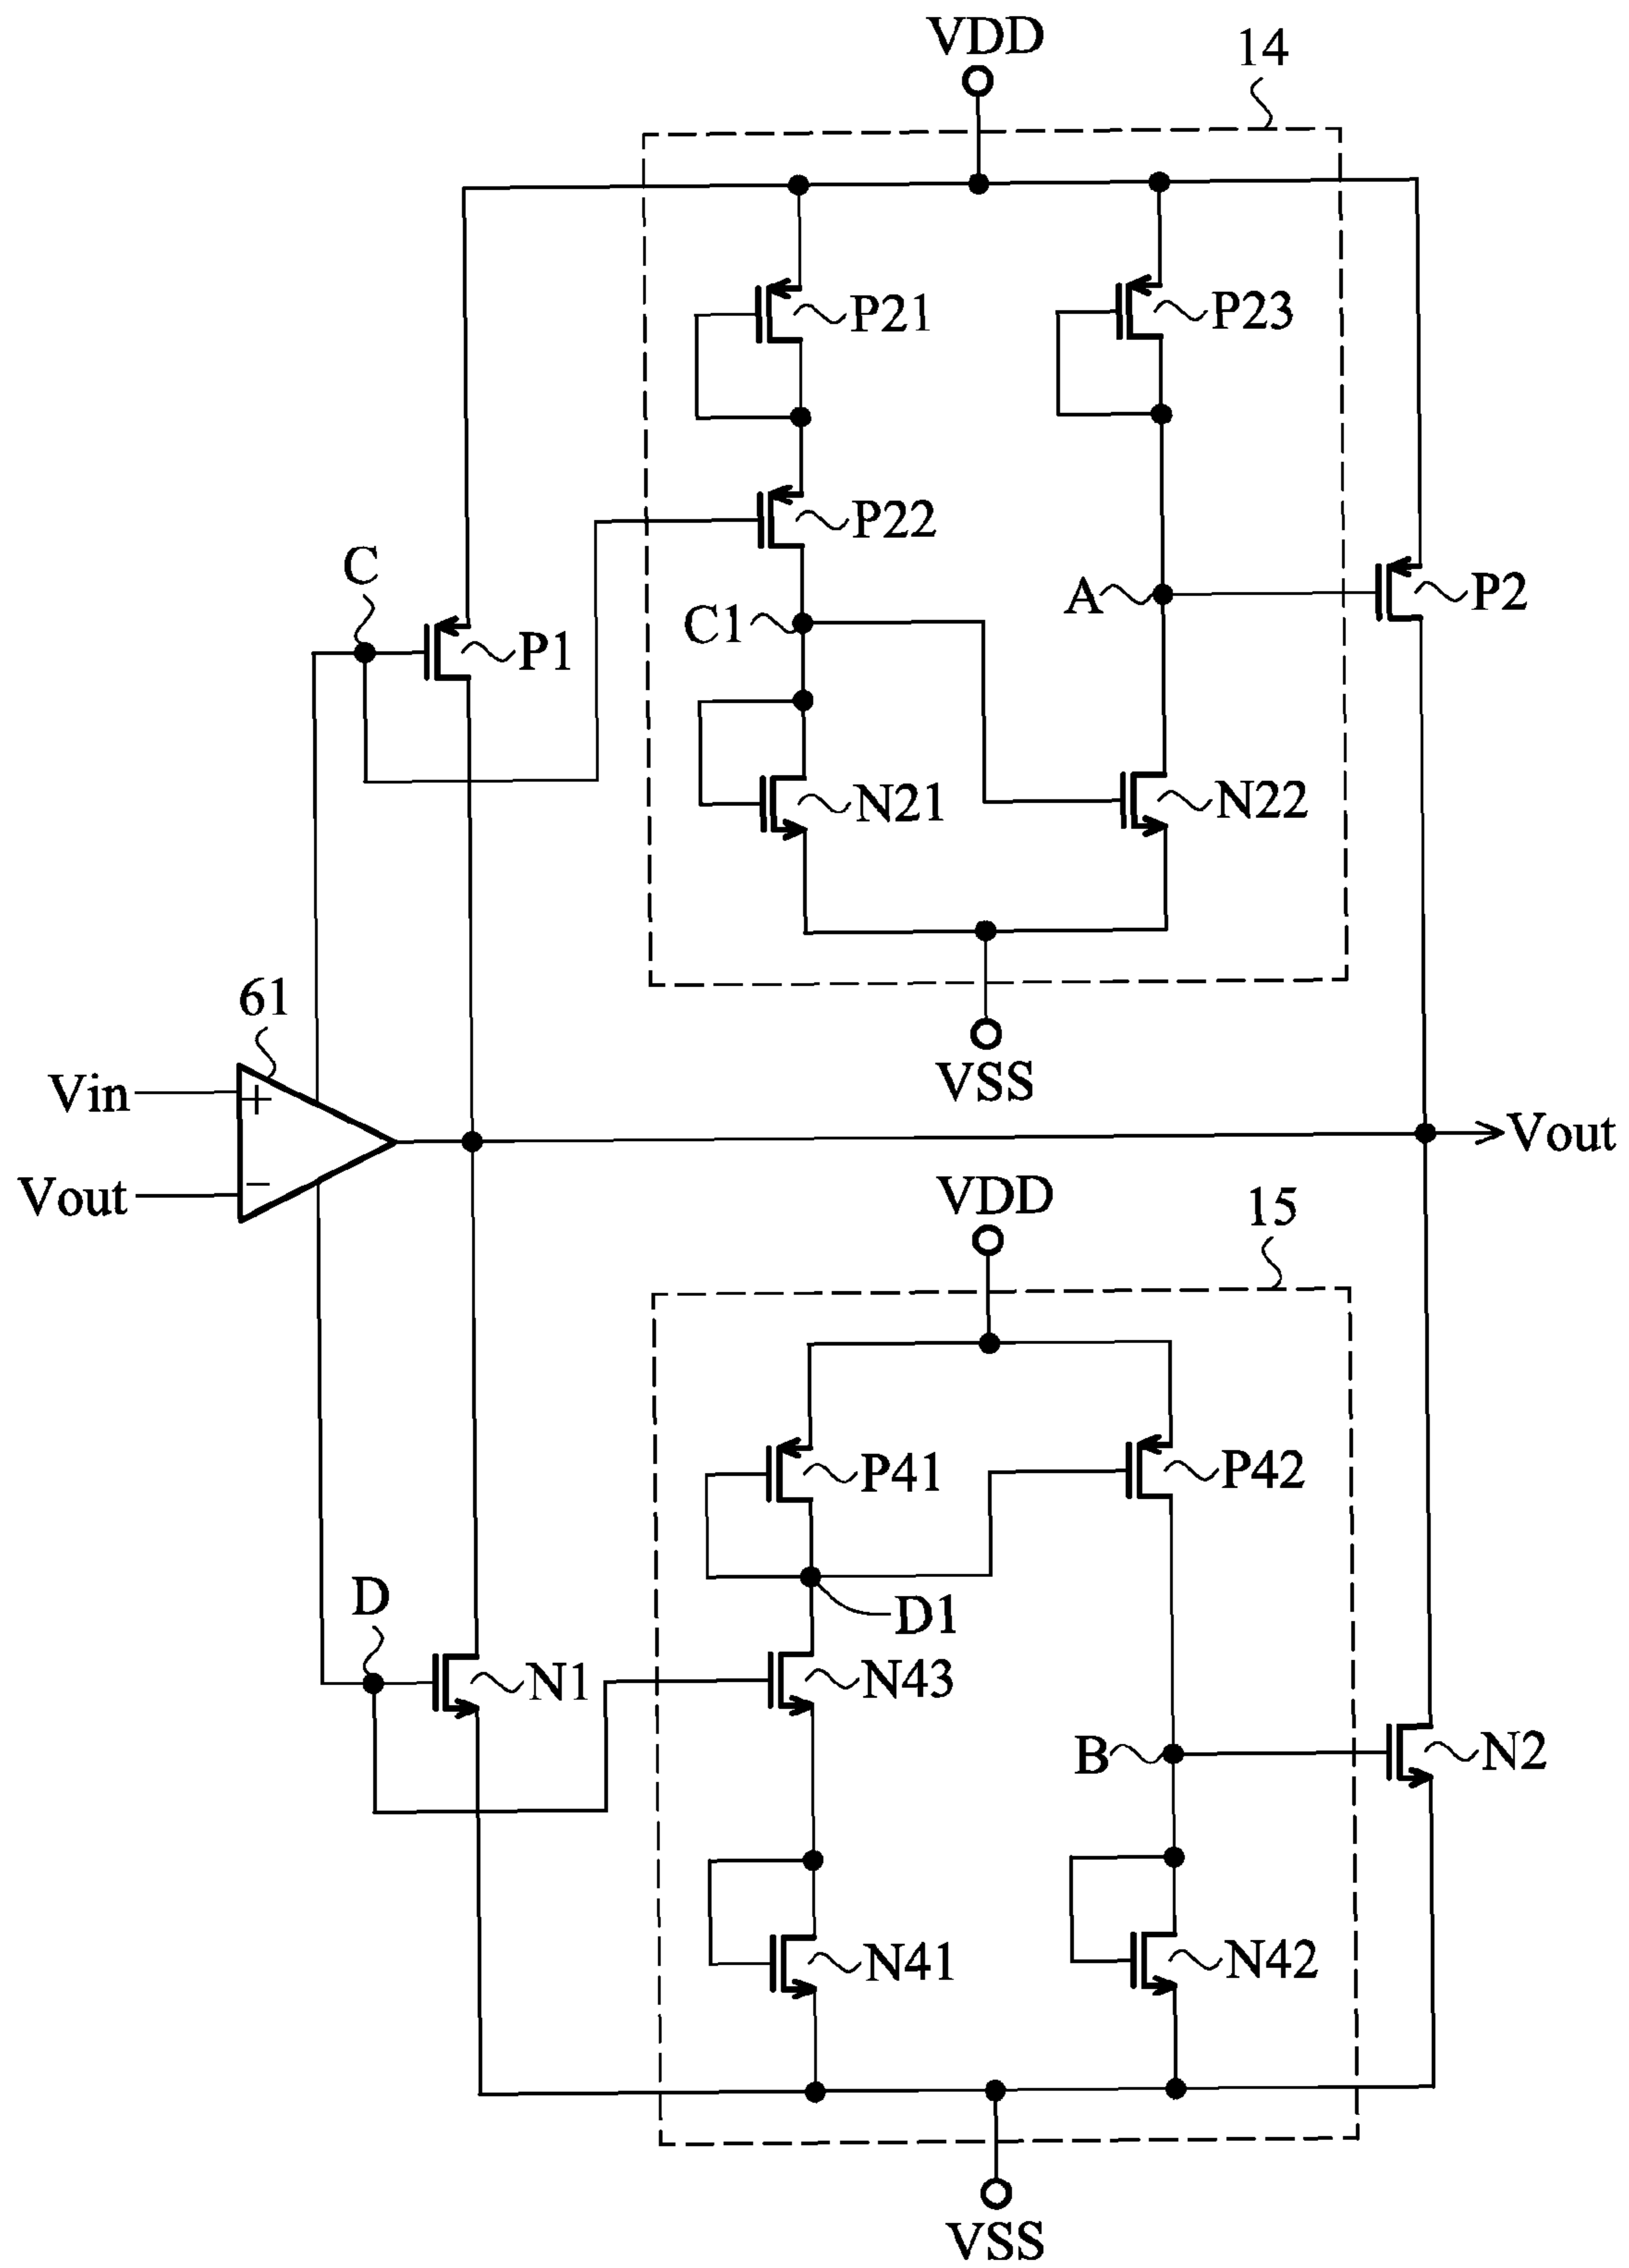 VDD
14
P21
P23
P22
C
A
P2
C1
P1
N21
N22
61
VSS
Vin
+
Vout
Vout
−
VDD
15
P41
P42
D
D1
N1
N43
B
N2
N41
N42
VSS